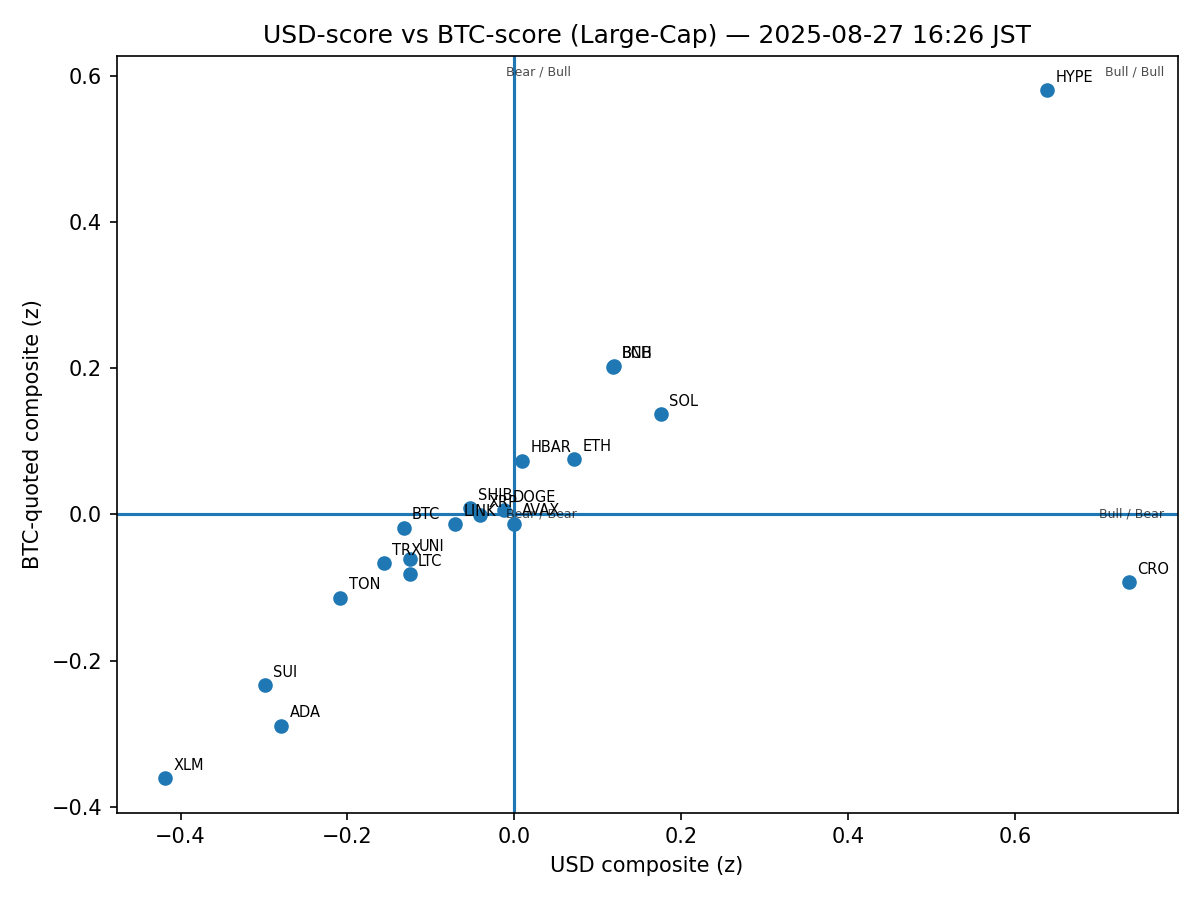 USD-score vs BTC-score (Large-Cap) — 2025-08-27 16:26 JST
Bear / Bull
Bull / Bull
HYPE
0.6
0.4
0.2
0.0
−0.2
−0.4
BTC-quoted composite (z)
BNB
SOL
HBAR
ETH
SHIB
XRP
DOGE
LINK
AVAX
BTC
Bear / Bear
Bull / Bear
TRX
UNI
LTC
TON
CRO
SUI
ADA
XLM
−0.4
−0.2
0.0
0.2
0.4
0.6
USD composite (z)